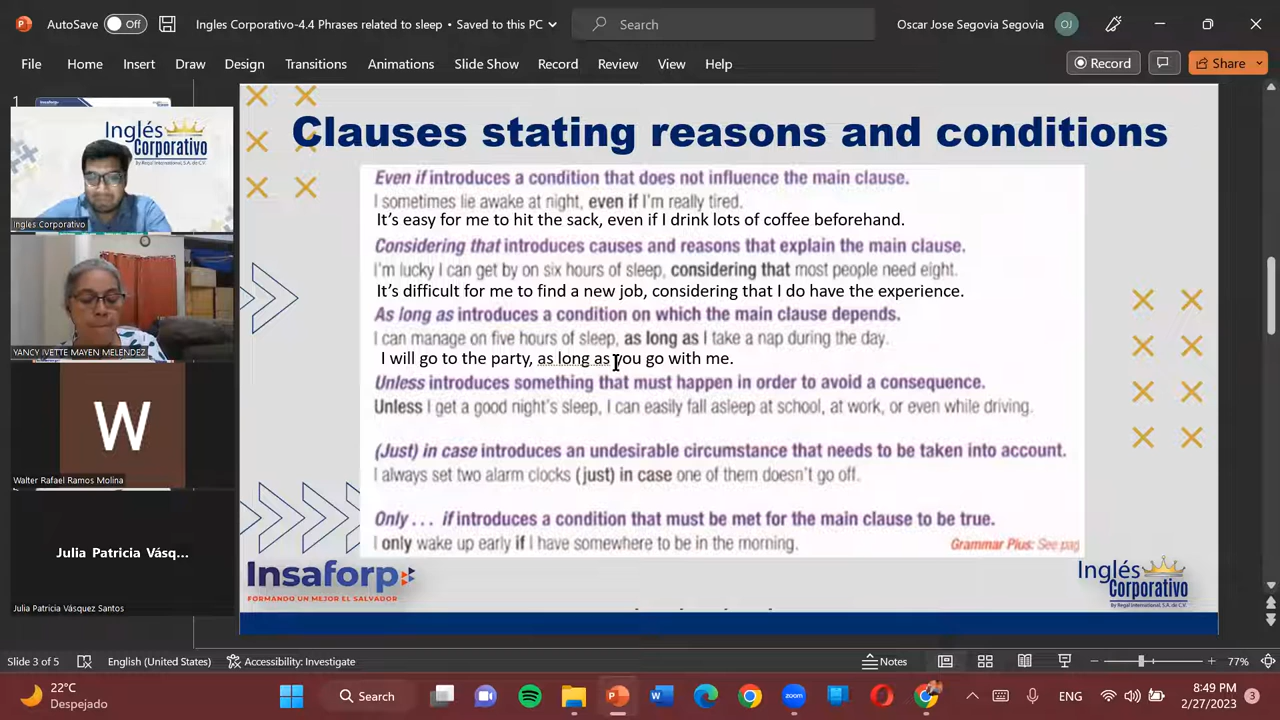 AutoSave Off Ingles Corporativo-4.4 Phrases related to sleep • Saved to this PC Search Oscar Jose Segovia Segovia OJ
File Home Insert Draw Design Transitions Animations Slide Show Record Review View Help Record Share
1
Inglés
Corporativo
by Regal International, S.A. de C.V.
Inglés Corporativo
YANCY IVETTE MAYEN MELENDEZ
W
Walter Rafael Ramos Molina
Julia Patricia Vásq...
Julia Patricia Vásquez Santos
Clauses stating reasons and conditions
Even if introduces a condition that does not influence the main clause.
I sometimes lie awake at night, even if I'm really tired.
It's easy for me to hit the sack, even if I drink lots of coffee beforehand.
Considering that introduces causes and reasons that explain the main clause.
I'm lucky I can get by on six hours of sleep, considering that most people need eight.
It's difficult for me to find a new job, considering that I do have the experience.
As long as introduces a condition on which the main clause depends.
I can manage on five hours of sleep, as long as I take a nap during the day.
I will go to the party, as long as you go with me.
Unless introduces something that must happen in order to avoid a consequence.
Unless I get a good night's sleep, I can easily fall asleep at school, at work, or even while driving.
(Just) in case introduces an undesirable circumstance that needs to be taken into account.
I always set two alarm clocks (just) in case one of them doesn't go off.
Only . . . if introduces a condition that must be met for the main clause to be true.
I only wake up early if I have somewhere to be in the morning.
Grammar Plus: See pag
Insaforp
FORMANDO UN MEJOR EL SALVADOR
Inglés
Corporativo
by Regal International, S.A. de C.V.
Slide 3 of 5 English (United States) Accessibility: Investigate Notes 77%
22°C
Despejado
Search
zoom
ENG
8:49 PM
2/27/2023
3